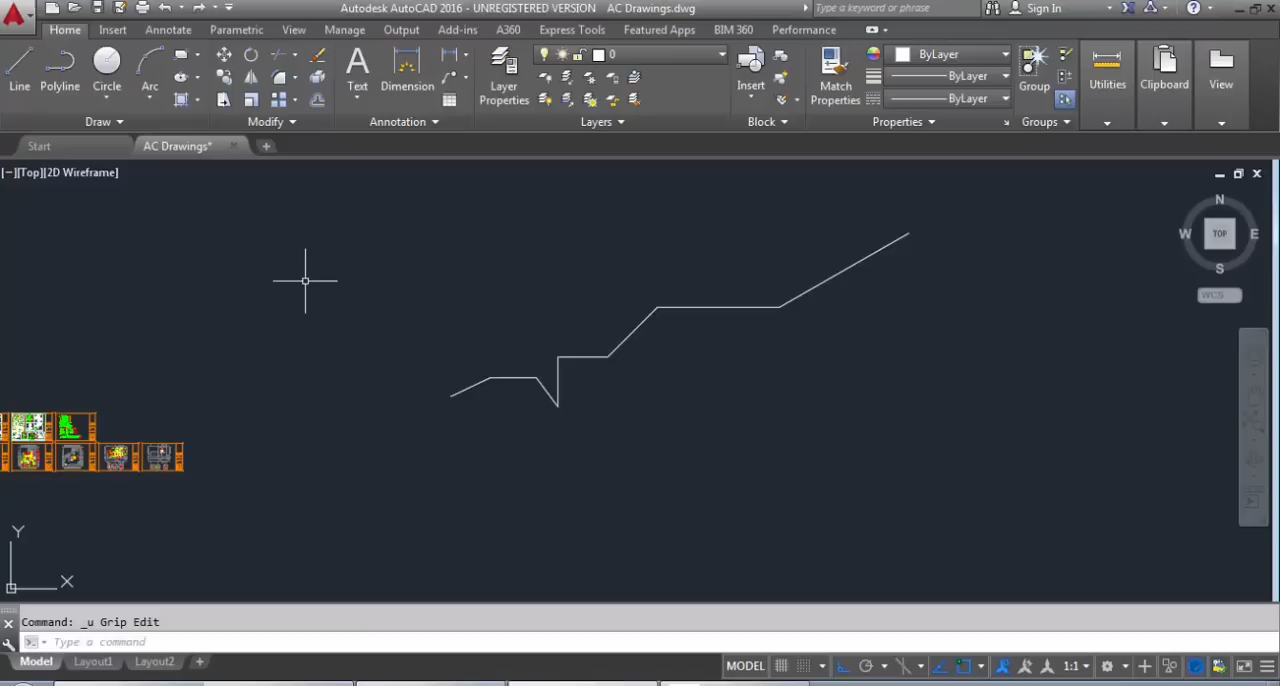 Autodesk AutoCAD 2016 - UNREGISTERED VERSION AC Drawings.dwg Type a keyword or phrase Sign In
Home Insert Annotate Parametric View Manage Output Add-ins A360 Express Tools Featured Apps BIM 360 Performance
Line Polyline Circle Arc Text Dimension Layer Properties 0 Insert Match Properties ByLayer ByLayer ByLayer Group Utilities Clipboard View
Draw Modify Annotation Layers Block Properties Groups
Start AC Drawings* +
[−][Top][2D Wireframe]
N
W TOP E
S
WCS
Y
X
Command: _u Grip Edit
Type a command
Model Layout1 Layout2 + MODEL 1:1